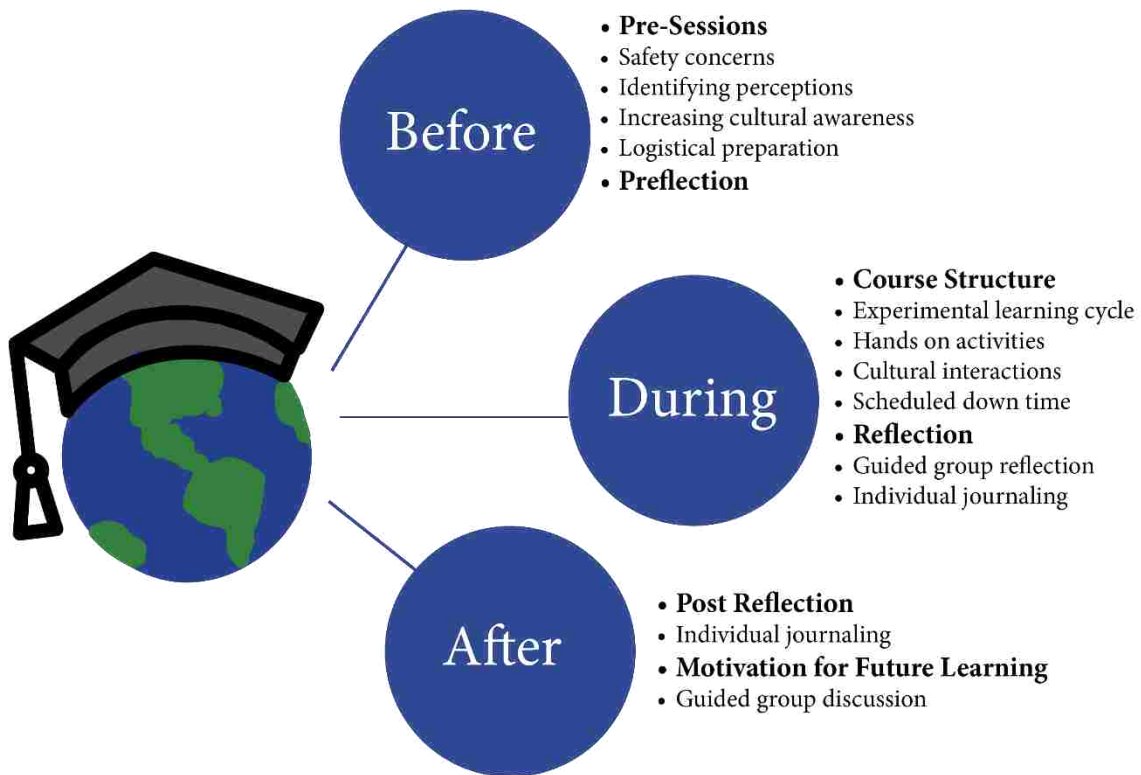 Before
• Pre-Sessions
• Safety concerns
• Identifying perceptions
• Increasing cultural awareness
• Logistical preparation
• Preflection
During
• Course Structure
• Experimental learning cycle
• Hands on activities
• Cultural interactions
• Scheduled down time
• Reflection
• Guided group reflection
• Individual journaling
After
• Post Reflection
• Individual journaling
• Motivation for Future Learning
• Guided group discussion